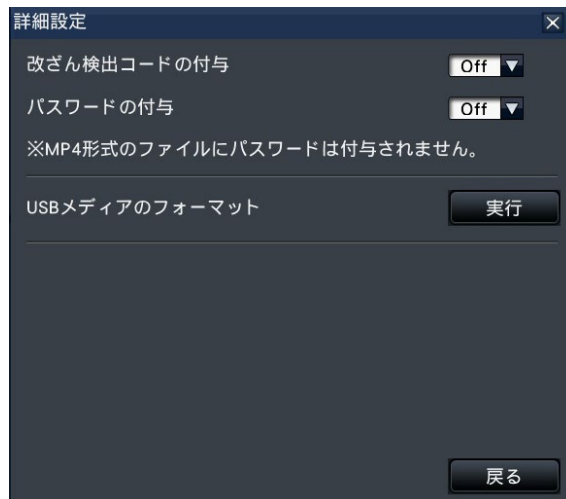 詳細設定
改ざん検出コードの付与 Off
パスワードの付与 Off
※MP4形式のファイルにパスワードは付与されません。
USBメディアのフォーマット 実行
戻る